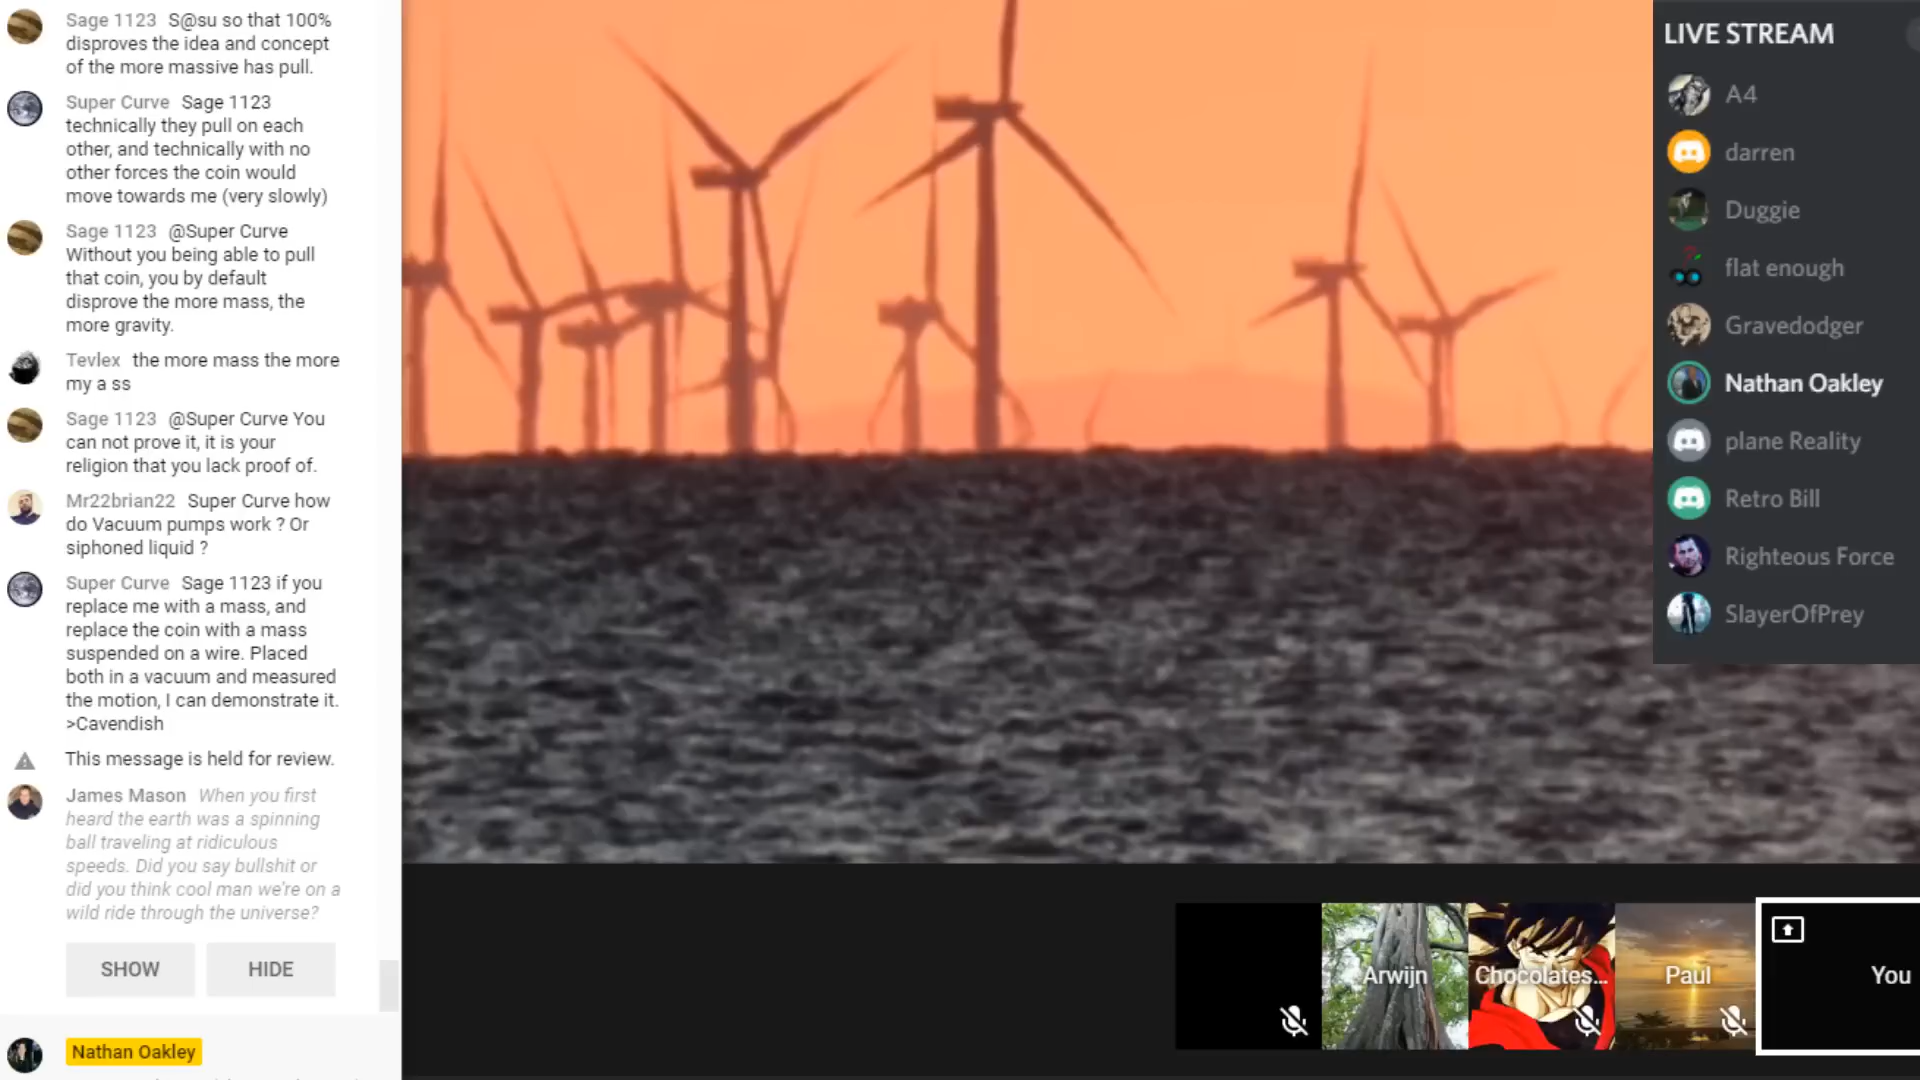 Sage 1123 S@su so that 100%
disproves the idea and concept
of the more massive has pull.
Super Curve Sage 1123
technically they pull on each
other, and technically with no
other forces the coin would
move towards me (very slowly)
Sage 1123 @Super Curve
Without you being able to pull
that coin, you by default
disprove the more mass, the
more gravity.
Tevlex the more mass the more
my a ss
Sage 1123 @Super Curve You
can not prove it, it is your
religion that you lack proof of.
Mr22brian22 Super Curve how
do Vacuum pumps work ? Or
siphoned liquid ?
Super Curve Sage 1123 if you
replace me with a mass, and
replace the coin with a mass
suspended on a wire. Placed
both in a vacuum and measured
the motion, I can demonstrate it.
>Cavendish
This message is held for review.
James Mason When you first
heard the earth was a spinning
ball traveling at ridiculous
speeds. Did you say bullshit or
did you think cool man we're on a
wild ride through the universe?
SHOW HIDE
Nathan Oakley
LIVE STREAM
A4
darren
Duggie
flat enough
Gravedodger
Nathan Oakley
plane Reality
Retro Bill
Righteous Force
SlayerOfPrey
Arwijn
Chocolates...
Paul
You